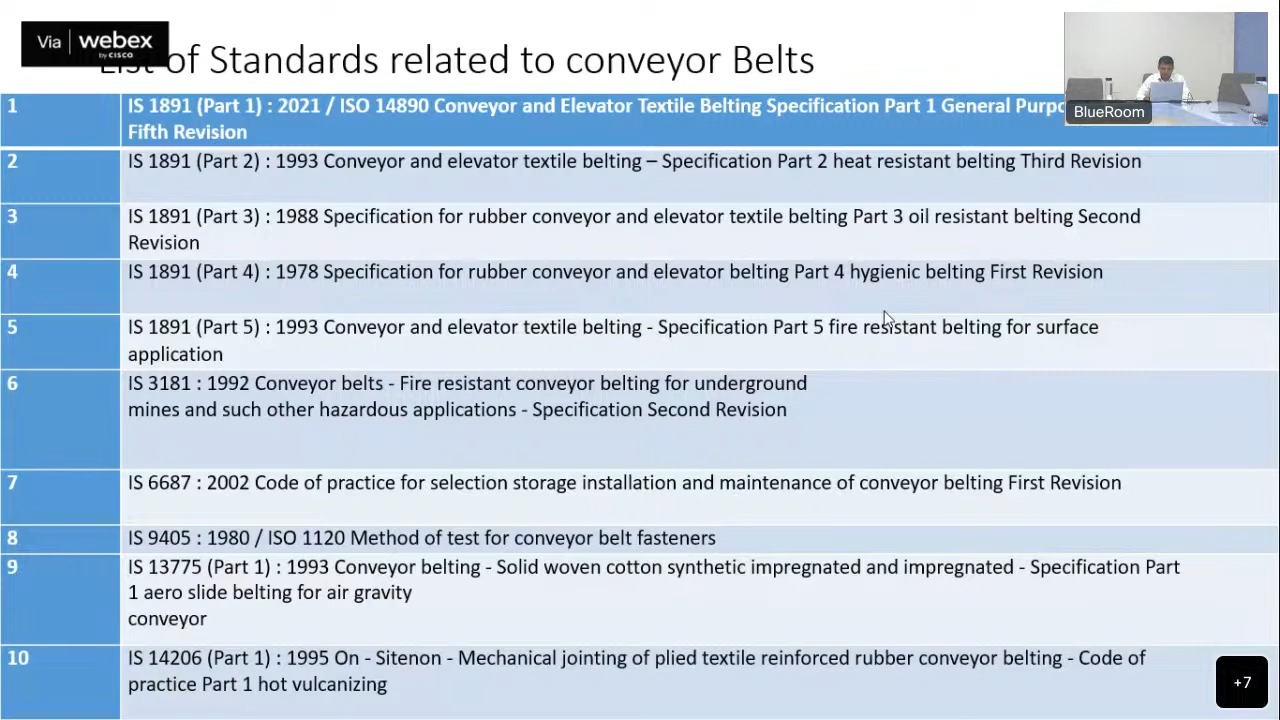 Via webex
by CISCO
List of Standards related to conveyor Belts
BlueRoom
1 IS 1891 (Part 1) : 2021 / ISO 14890 Conveyor and Elevator Textile Belting Specification Part 1 General
Fifth Revision
2 IS 1891 (Part 2) : 1993 Conveyor and elevator textile belting – Specification Part 2 heat resistant belting Third Revision
3 IS 1891 (Part 3) : 1988 Specification for rubber conveyor and elevator textile belting Part 3 oil resistant belting Second
Revision
4 IS 1891 (Part 4) : 1978 Specification for rubber conveyor and elevator belting Part 4 hygienic belting First Revision
5 IS 1891 (Part 5) : 1993 Conveyor and elevator textile belting - Specification Part 5 fire resistant belting for surface
application
6 IS 3181 : 1992 Conveyor belts - Fire resistant conveyor belting for underground
mines and such other hazardous applications - Specification Second Revision
7 IS 6687 : 2002 Code of practice for selection storage installation and maintenance of conveyor belting First Revision
8 IS 9405 : 1980 / ISO 1120 Method of test for conveyor belt fasteners
9 IS 13775 (Part 1) : 1993 Conveyor belting - Solid woven cotton synthetic impregnated and impregnated - Specification Part
1 aero slide belting for air gravity
conveyor
10 IS 14206 (Part 1) : 1995 On - Sitenon - Mechanical jointing of plied textile reinforced rubber conveyor belting - Code of
practice Part 1 hot vulcanizing
+7